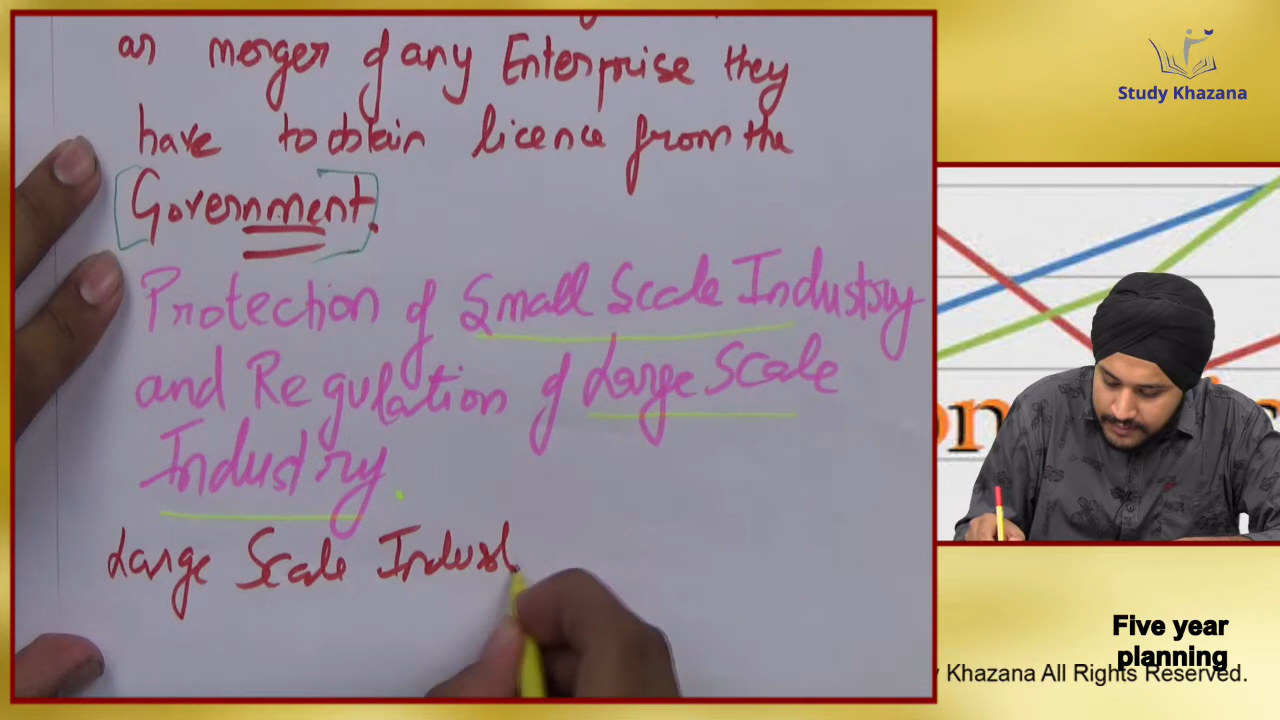 or merger of any Enterprise they
have to obtain licence from the
Government.
Protection of Small Scale Industry
and Regulation of Large Scale
Industry.
Large Scale Indust
Study Khazana
on
Five year
planning
Khazana All Rights Reserved.